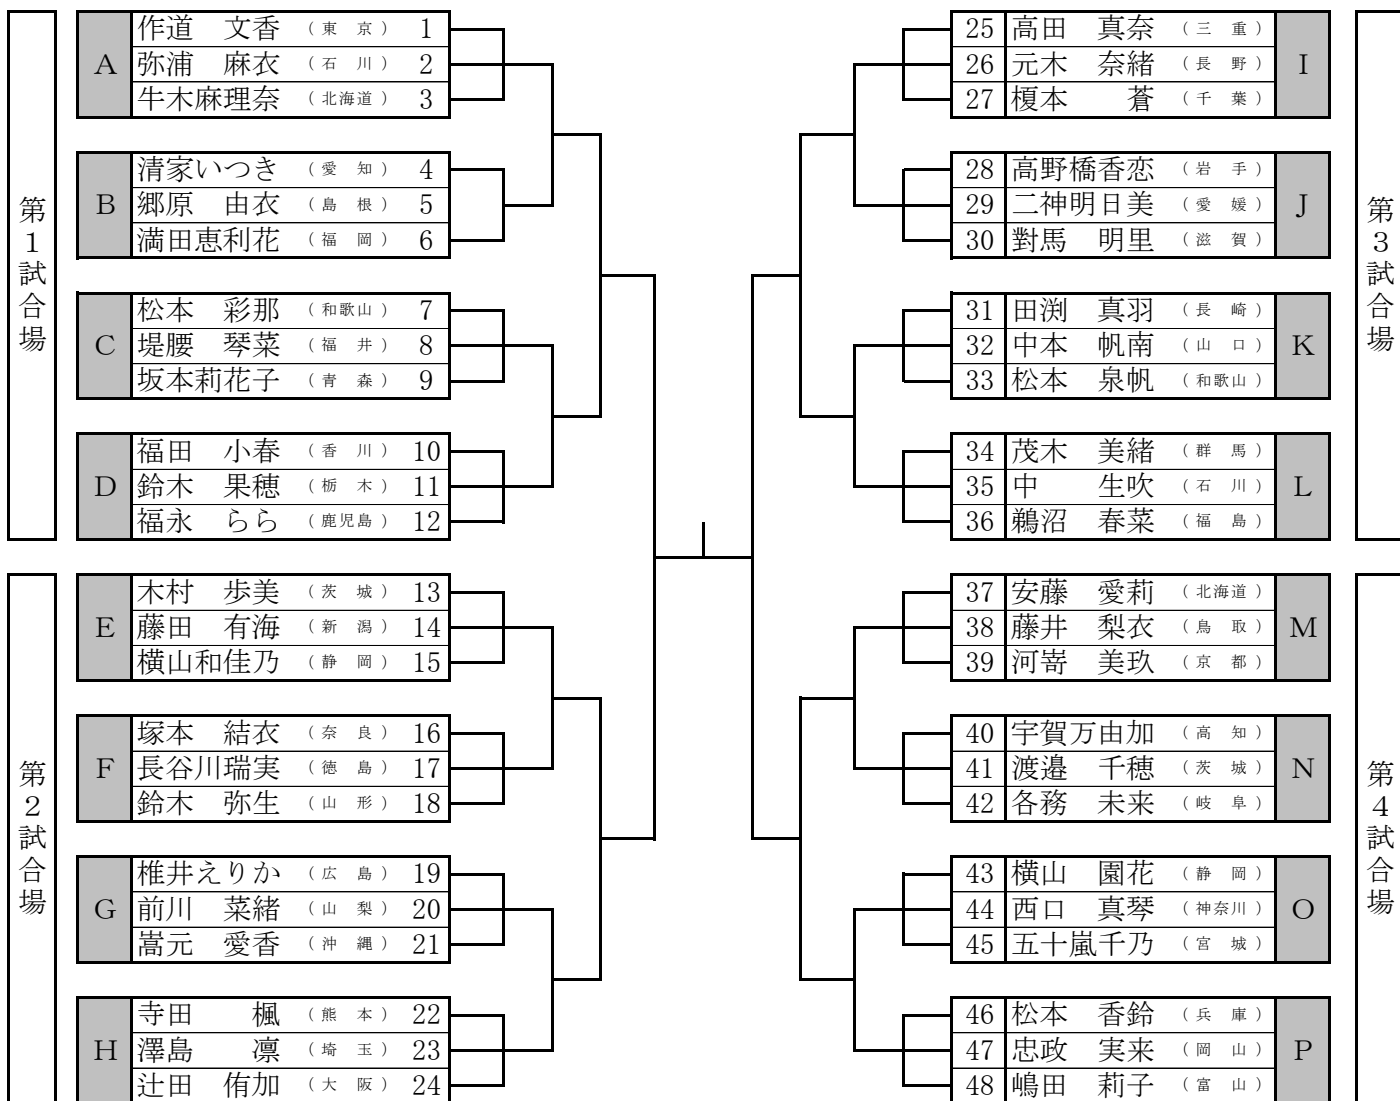 第1試合場
A
作道 文香 （東 京） 1
弥浦 麻衣 （石 川） 2
牛木麻理奈 （北海道） 3
B
清家いつき （愛 知） 4
郷原 由衣 （島 根） 5
満田恵利花 （福 岡） 6
C
松本 彩那 （和歌山） 7
堤腰 琴菜 （福 井） 8
坂本莉花子 （青 森） 9
D
福田 小春 （香 川） 10
鈴木 果穂 （栃 木） 11
福永 らら （鹿児島） 12
第2試合場
E
木村 歩美 （茨 城） 13
藤田 有海 （新 潟） 14
横山和佳乃 （静 岡） 15
F
塚本 結衣 （奈 良） 16
長谷川瑞実 （徳 島） 17
鈴木 弥生 （山 形） 18
G
椎井えりか （広 島） 19
前川 菜緒 （山 梨） 20
嵩元 愛香 （沖 縄） 21
H
寺田 楓 （熊 本） 22
澤島 凛 （埼 玉） 23
辻田 侑加 （大 阪） 24
25 高田 真奈 （三 重）
26 元木 奈緒 （長 野）
27 榎本 蒼 （千 葉）
I
28 高野橋香恋 （岩 手）
29 二神明日美 （愛 媛）
30 對馬 明里 （滋 賀）
J
31 田渕 真羽 （長 崎）
32 中本 帆南 （山 口）
33 松本 泉帆 （和歌山）
K
34 茂木 美緒 （群 馬）
35 中 生吹 （石 川）
36 鵜沼 春菜 （福 島）
L
第3試合場
37 安藤 愛莉 （北海道）
38 藤井 梨衣 （鳥 取）
39 河嵜 美玖 （京 都）
M
40 宇賀万由加 （高 知）
41 渡邉 千穂 （茨 城）
42 各務 未来 （岐 阜）
N
43 横山 園花 （静 岡）
44 西口 真琴 （神奈川）
45 五十嵐千乃 （宮 城）
O
46 松本 香鈴 （兵 庫）
47 忠政 実来 （岡 山）
48 嶋田 莉子 （富 山）
P
第4試合場